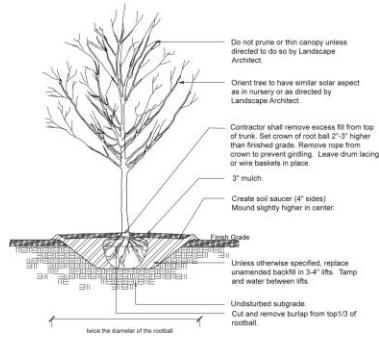 Do not prune or thin canopy unless
directed to do so by Landscape
Architect.
Orient tree to have similar solar aspect
as in nursery or as directed by
Landscape Architect.
Contractor shall remove excess fill from top
of trunk. Set crown of root ball 2"-3" higher
than finished grade. Remove rope from
crown to prevent girdling. Leave drum lacing
or wire baskets in place.
3" mulch.
Create soil saucer (4" sides)
Mound slightly higher in center.
Finish Grade
Unless otherwise specified, replace
unamended backfill in 3-4" lifts. Tamp
and water between lifts.
Undisturbed subgrade.
Cut and remove burlap from top1/3 of
rootball.
twice the diameter of the rootball